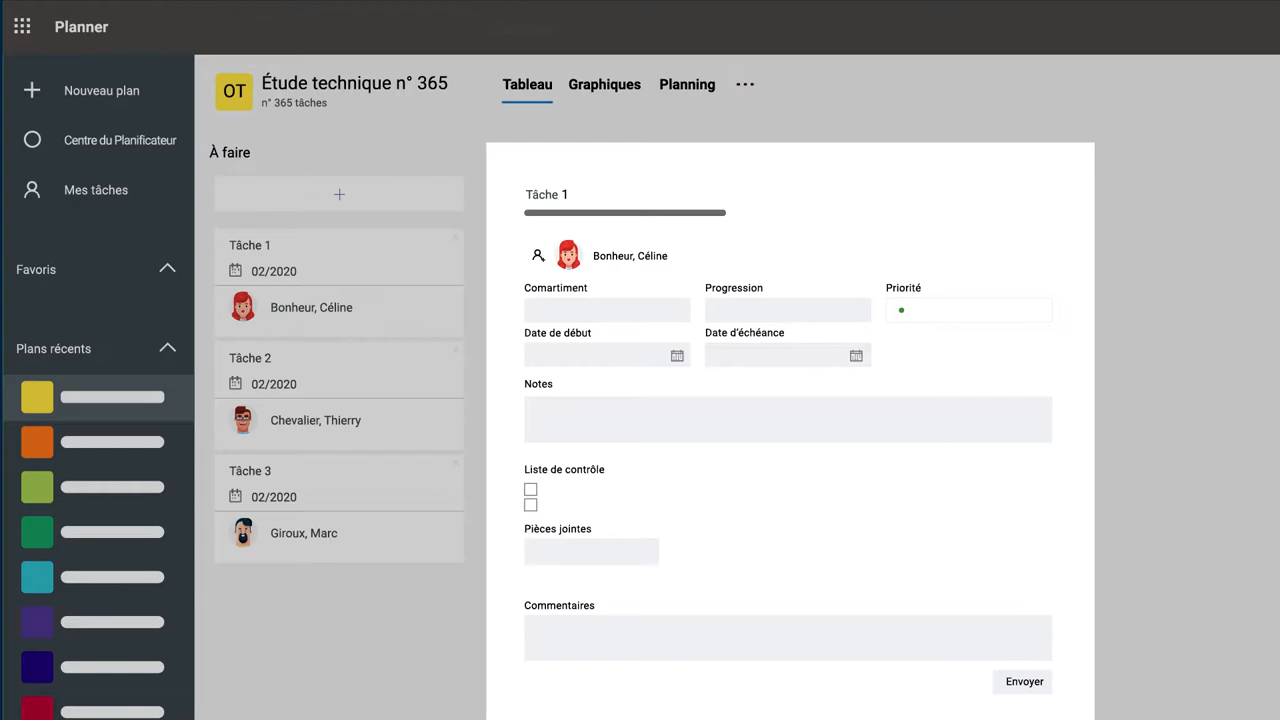 Planner
Nouveau plan
Centre du Planificateur
Mes tâches
Favoris
Plans récents
OT
Étude technique n° 365
n° 365 tâches
Tableau
Graphiques
Planning
À faire
Tâche 1
02/2020
Bonheur, Céline
Tâche 2
02/2020
Chevalier, Thierry
Tâche 3
02/2020
Giroux, Marc
Tâche 1
Bonheur, Céline
Comartiment
Progression
Priorité
Date de début
Date d'échéance
Notes
Liste de contrôle
Pièces jointes
Commentaires
Envoyer